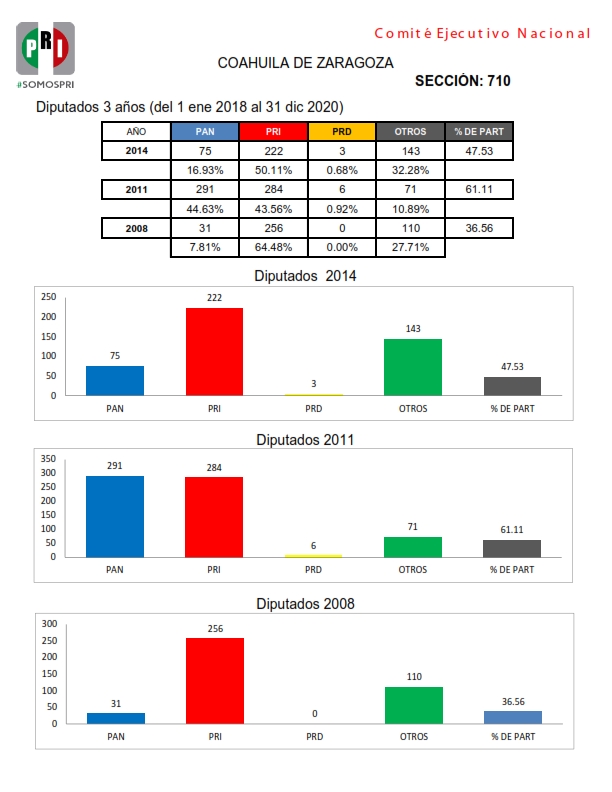 PRI
#SOMOSPRI
Comité Ejecutivo Nacional
COAHUILA DE ZARAGOZA
SECCIÓN: 710
Diputados 3 años (del 1 ene 2018 al 31 dic 2020)
AÑO PAN PRI PRD OTROS % DE PART
2014 75 222 3 143 47.53
16.93% 50.11% 0.68% 32.28%
2011 291 284 6 71 61.11
44.63% 43.56% 0.92% 10.89%
2008 31 256 0 110 36.56
7.81% 64.48% 0.00% 27.71%
Diputados 2014
250
200
150
100
50
0
75 222 3 143 47.53
PAN PRI PRD OTROS % DE PART
Diputados 2011
350
300
250
200
150
100
50
0
291 284 6 71 61.11
PAN PRI PRD OTROS % DE PART
Diputados 2008
300
250
200
150
100
50
0
31 256 0 110 36.56
PAN PRI PRD OTROS % DE PART